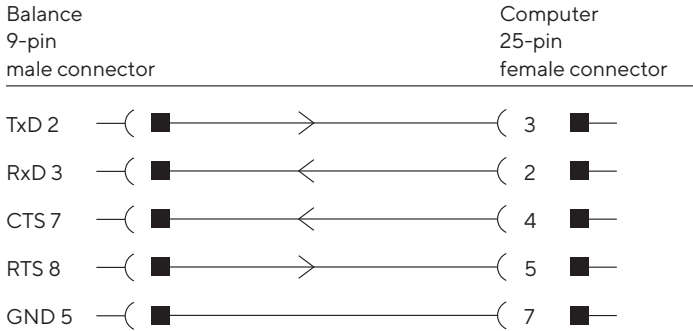 Balance
9-pin
male connector
Computer
25-pin
female connector
TxD 2 3
RxD 3 2
CTS 7 4
RTS 8 5
GND 5 7